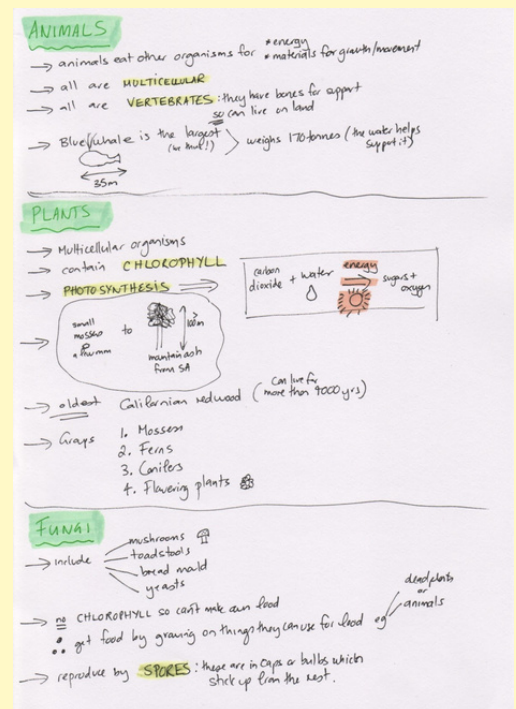 ANIMALS
→ animals eat other organisms for * energy
* materials for growth/movement
→ all are MULTICELLULAR
→ all are VERTEBRATES : they have bones for support
so can live on land
→ Blue whale is the largest
(we think!)
weighs 170 tonnes (the water helps
support it)
35m
PLANTS
→ Multicellular organisms
→ contain CHLOROPHYLL
→ PHOTOSYNTHESIS
carbon
dioxide + water energy sugars +
oxygen
→ small
mosses to 100m
a few mm mountain ash
from SA
→ oldest Californian redwood (can live for
more than 4000 yrs)
→ Groups 1. Mosses
2. Ferns
3. Conifers
4. Flowering plants
FUNGI
→ include mushrooms
toadstools
bread mould
yeasts
→ no CHLOROPHYLL so can't make own food
∴ get food by growing on things they can use for food eg dead plants
or
animals
→ reproduce by SPORES : these are in caps or bulbs which
stick up from the rest.